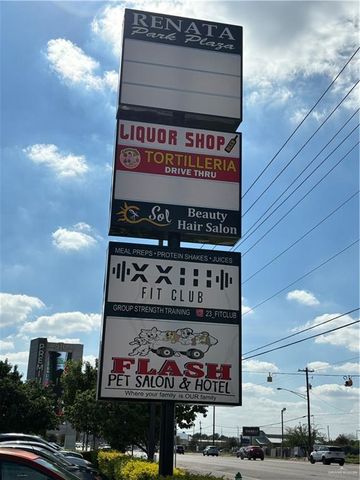 RENATA
Park Plaza
LIQUOR SHOP
TORTILLERIA
DRIVE THRU
Sol Beauty
Hair Salon
MEAL PREPS · PROTEIN SHAKES · JUICES
XXIII
FIT CLUB
GROUP STRENGTH TRAINING 23_FITCLUB
FLASH
PET SALON & HOTEL
Where your family is OUR family